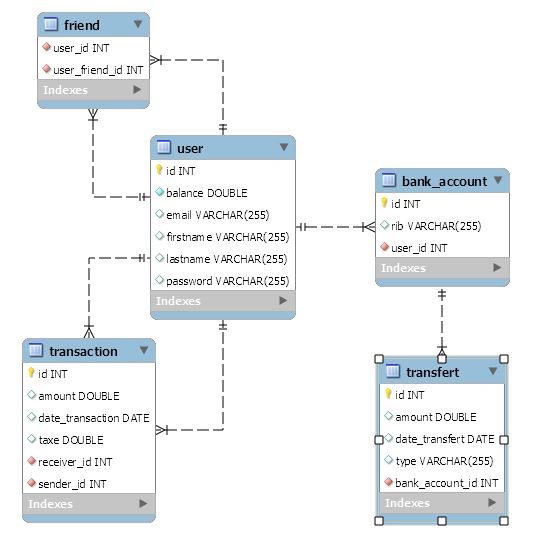 friend
user_id INT
user_friend_id INT
Indexes
user
id INT
balance DOUBLE
email VARCHAR(255)
firstname VARCHAR(255)
lastname VARCHAR(255)
password VARCHAR(255)
Indexes
bank_account
id INT
rib VARCHAR(255)
user_id INT
Indexes
transaction
id INT
amount DOUBLE
date_transaction DATE
taxe DOUBLE
receiver_id INT
sender_id INT
Indexes
transfert
id INT
amount DOUBLE
date_transfert DATE
type VARCHAR(255)
bank_account_id INT
Indexes